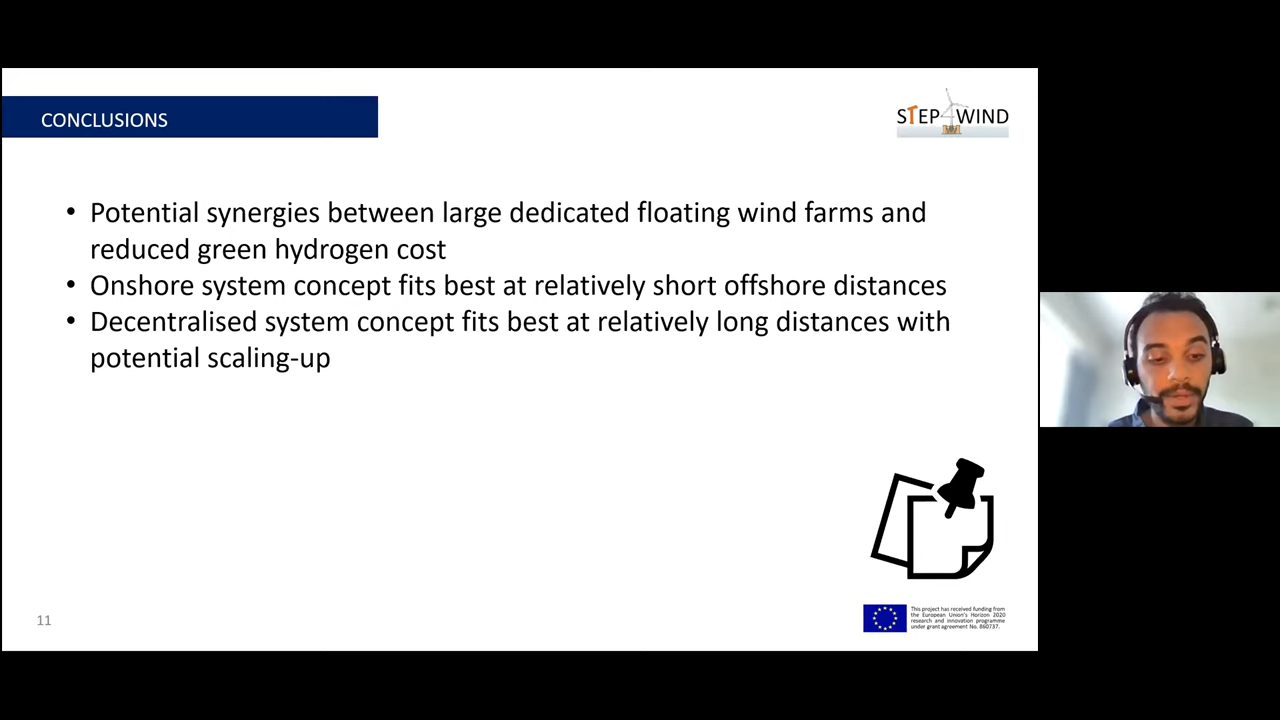 CONCLUSIONS
STEP4WIND
• Potential synergies between large dedicated floating wind farms and
reduced green hydrogen cost
• Onshore system concept fits best at relatively short offshore distances
• Decentralised system concept fits best at relatively long distances with
potential scaling-up
11
This project has received funding from
the European Union's Horizon 2020
research and innovation programme
under grant agreement No. 860737.